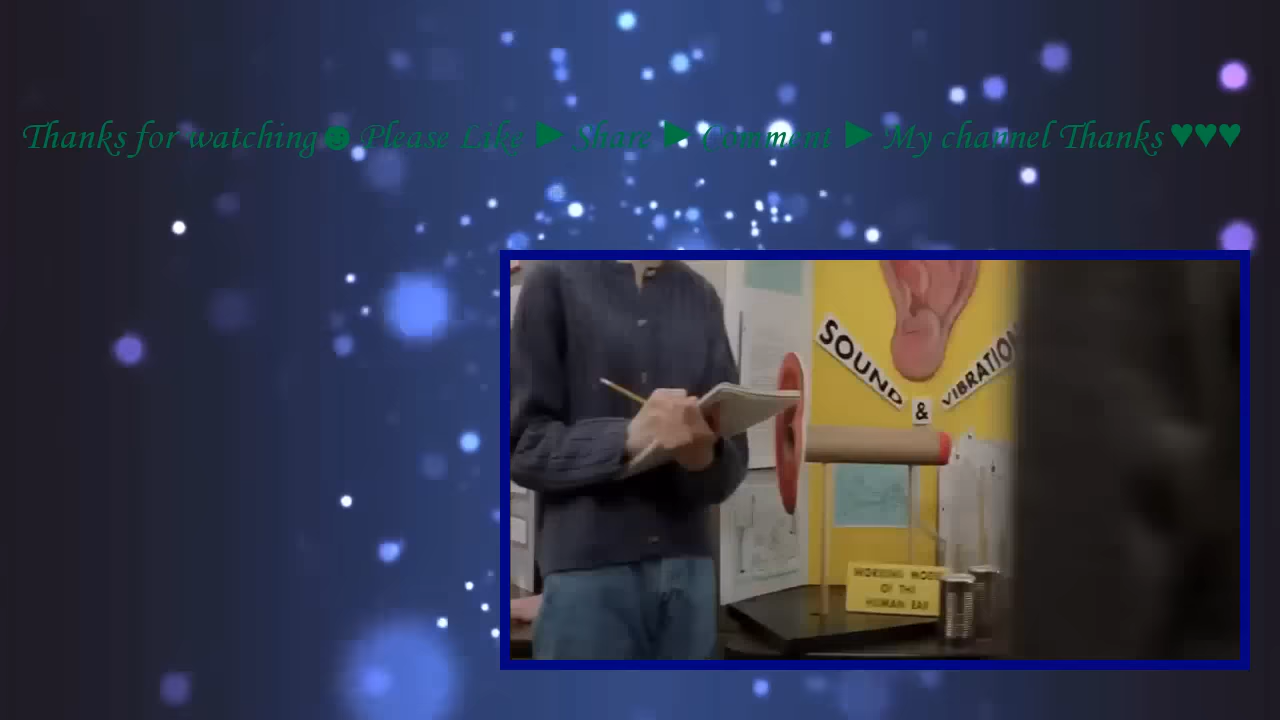 Thanks for watching☻Please Like ► Share ► Comment ► My channel Thanks♥♥♥
SOUND
&
VIBRATION
WORKING MODEL
OF THE
HUMAN EAR